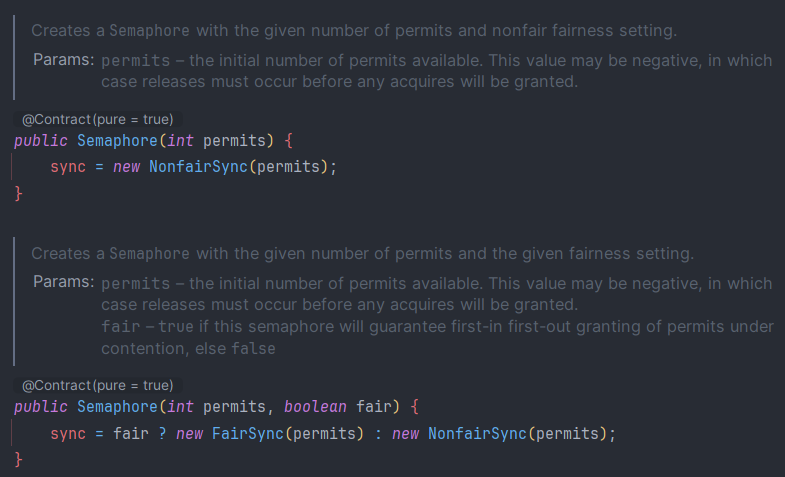 Creates a Semaphore with the given number of permits and nonfair fairness setting.
Params: permits – the initial number of permits available. This value may be negative, in which
case releases must occur before any acquires will be granted.
@Contract(pure = true)
public Semaphore(int permits) {
sync = new NonfairSync(permits);
}
Creates a Semaphore with the given number of permits and the given fairness setting.
Params: permits – the initial number of permits available. This value may be negative, in which
case releases must occur before any acquires will be granted.
fair – true if this semaphore will guarantee first-in first-out granting of permits under
contention, else false
@Contract(pure = true)
public Semaphore(int permits, boolean fair) {
sync = fair ? new FairSync(permits) : new NonfairSync(permits);
}